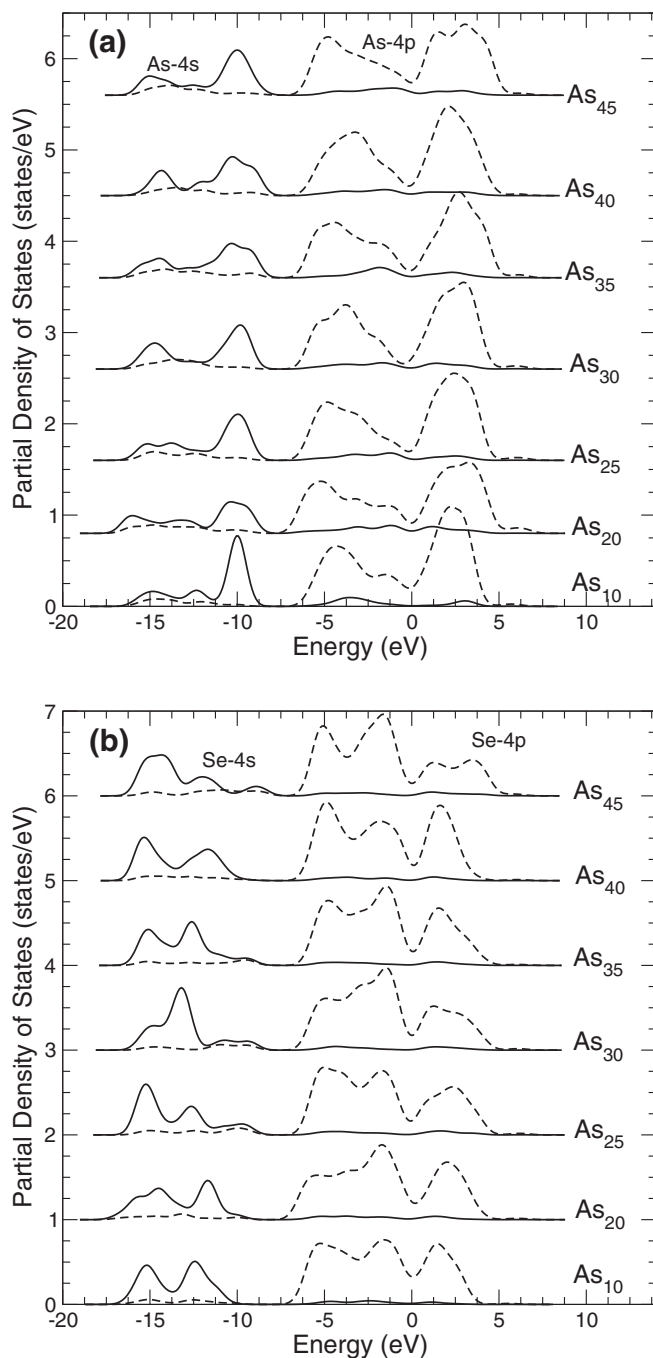 (a)
As-4s
As-4p
As45
As40
As35
As30
As25
As20
As10
Partial Density of States (states/eV)
6
5
4
3
2
1
0
-20 -15 -10 -5 0 5 10
Energy (eV)
(b)
Se-4s
Se-4p
As45
As40
As35
As30
As25
As20
As10
Partial Density of States (states/eV)
7
6
5
4
3
2
1
0
-20 -15 -10 -5 0 5 10
Energy (eV)